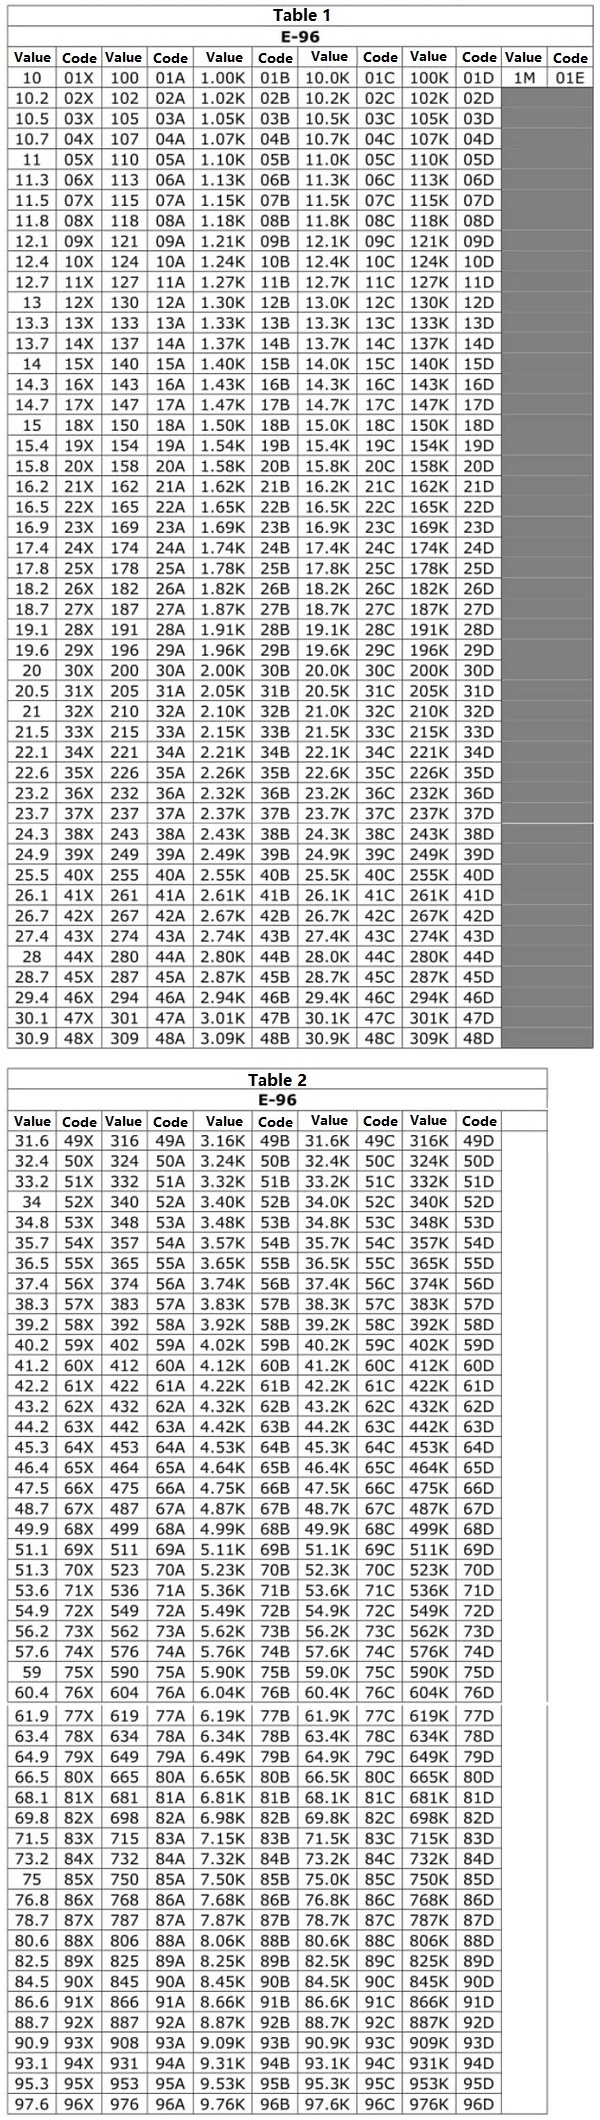 Table 1
E-96
Value Code Value Code Value Code Value Code Value Code Value Code
10 01X 100 01A 1.00K 01B 10.0K 01C 100K 01D 1M 01E
10.2 02X 102 02A 1.02K 02B 10.2K 02C 102K 02D
10.5 03X 105 03A 1.05K 03B 10.5K 03C 105K 03D
10.7 04X 107 04A 1.07K 04B 10.7K 04C 107K 04D
11 05X 110 05A 1.10K 05B 11.0K 05C 110K 05D
11.3 06X 113 06A 1.13K 06B 11.3K 06C 113K 06D
11.5 07X 115 07A 1.15K 07B 11.5K 07C 115K 07D
11.8 08X 118 08A 1.18K 08B 11.8K 08C 118K 08D
12.1 09X 121 09A 1.21K 09B 12.1K 09C 121K 09D
12.4 10X 124 10A 1.24K 10B 12.4K 10C 124K 10D
12.7 11X 127 11A 1.27K 11B 12.7K 11C 127K 11D
13 12X 130 12A 1.30K 12B 13.0K 12C 130K 12D
13.3 13X 133 13A 1.33K 13B 13.3K 13C 133K 13D
13.7 14X 137 14A 1.37K 14B 13.7K 14C 137K 14D
14 15X 140 15A 1.40K 15B 14.0K 15C 140K 15D
14.3 16X 143 16A 1.43K 16B 14.3K 16C 143K 16D
14.7 17X 147 17A 1.47K 17B 14.7K 17C 147K 17D
15 18X 150 18A 1.50K 18B 15.0K 18C 150K 18D
15.4 19X 154 19A 1.54K 19B 15.4K 19C 154K 19D
15.8 20X 158 20A 1.58K 20B 15.8K 20C 158K 20D
16.2 21X 162 21A 1.62K 21B 16.2K 21C 162K 21D
16.5 22X 165 22A 1.65K 22B 16.5K 22C 165K 22D
16.9 23X 169 23A 1.69K 23B 16.9K 23C 169K 23D
17.4 24X 174 24A 1.74K 24B 17.4K 24C 174K 24D
17.8 25X 178 25A 1.78K 25B 17.8K 25C 178K 25D
18.2 26X 182 26A 1.82K 26B 18.2K 26C 182K 26D
18.7 27X 187 27A 1.87K 27B 18.7K 27C 187K 27D
19.1 28X 191 28A 1.91K 28B 19.1K 28C 191K 28D
19.6 29X 196 29A 1.96K 29B 19.6K 29C 196K 29D
20 30X 200 30A 2.00K 30B 20.0K 30C 200K 30D
20.5 31X 205 31A 2.05K 31B 20.5K 31C 205K 31D
21 32X 210 32A 2.10K 32B 21.0K 32C 210K 32D
21.5 33X 215 33A 2.15K 33B 21.5K 33C 215K 33D
22.1 34X 221 34A 2.21K 34B 22.1K 34C 221K 34D
22.6 35X 226 35A 2.26K 35B 22.6K 35C 226K 35D
23.2 36X 232 36A 2.32K 36B 23.2K 36C 232K 36D
23.7 37X 237 37A 2.37K 37B 23.7K 37C 237K 37D
24.3 38X 243 38A 2.43K 38B 24.3K 38C 243K 38D
24.9 39X 249 39A 2.49K 39B 24.9K 39C 249K 39D
25.5 40X 255 40A 2.55K 40B 25.5K 40C 255K 40D
26.1 41X 261 41A 2.61K 41B 26.1K 41C 261K 41D
26.7 42X 267 42A 2.67K 42B 26.7K 42C 267K 42D
27.4 43X 274 43A 2.74K 43B 27.4K 43C 274K 43D
28 44X 280 44A 2.80K 44B 28.0K 44C 280K 44D
28.7 45X 287 45A 2.87K 45B 28.7K 45C 287K 45D
29.4 46X 294 46A 2.94K 46B 29.4K 46C 294K 46D
30.1 47X 301 47A 3.01K 47B 30.1K 47C 301K 47D
30.9 48X 309 48A 3.09K 48B 30.9K 48C 309K 48D
Table 2
E-96
Value Code Value Code Value Code Value Code Value Code
31.6 49X 316 49A 3.16K 49B 31.6K 49C 316K 49D
32.4 50X 324 50A 3.24K 50B 32.4K 50C 324K 50D
33.2 51X 332 51A 3.32K 51B 33.2K 51C 332K 51D
34 52X 340 52A 3.40K 52B 34.0K 52C 340K 52D
34.8 53X 348 53A 3.48K 53B 34.8K 53C 348K 53D
35.7 54X 357 54A 3.57K 54B 35.7K 54C 357K 54D
36.5 55X 365 55A 3.65K 55B 36.5K 55C 365K 55D
37.4 56X 374 56A 3.74K 56B 37.4K 56C 374K 56D
38.3 57X 383 57A 3.83K 57B 38.3K 57C 383K 57D
39.2 58X 392 58A 3.92K 58B 39.2K 58C 392K 58D
40.2 59X 402 59A 4.02K 59B 40.2K 59C 402K 59D
41.2 60X 412 60A 4.12K 60B 41.2K 60C 412K 60D
42.2 61X 422 61A 4.22K 61B 42.2K 61C 422K 61D
43.2 62X 432 62A 4.32K 62B 43.2K 62C 432K 62D
44.2 63X 442 63A 4.42K 63B 44.2K 63C 442K 63D
45.3 64X 453 64A 4.53K 64B 45.3K 64C 453K 64D
46.4 65X 464 65A 4.64K 65B 46.4K 65C 464K 65D
47.5 66X 475 66A 4.75K 66B 47.5K 66C 475K 66D
48.7 67X 487 67A 4.87K 67B 48.7K 67C 487K 67D
49.9 68X 499 68A 4.99K 68B 49.9K 68C 499K 68D
51.1 69X 511 69A 5.11K 69B 51.1K 69C 511K 69D
51.3 70X 523 70A 5.23K 70B 52.3K 70C 523K 70D
53.6 71X 536 71A 5.36K 71B 53.6K 71C 536K 71D
54.9 72X 549 72A 5.49K 72B 54.9K 72C 549K 72D
56.2 73X 562 73A 5.62K 73B 56.2K 73C 562K 73D
57.6 74X 576 74A 5.76K 74B 57.6K 74C 576K 74D
59 75X 590 75A 5.90K 75B 59.0K 75C 590K 75D
60.4 76X 604 76A 6.04K 76B 60.4K 76C 604K 76D
61.9 77X 619 77A 6.19K 77B 61.9K 77C 619K 77D
63.4 78X 634 78A 6.34K 78B 63.4K 78C 634K 78D
64.9 79X 649 79A 6.49K 79B 64.9K 79C 649K 79D
66.5 80X 665 80A 6.65K 80B 66.5K 80C 665K 80D
68.1 81X 681 81A 6.81K 81B 68.1K 81C 681K 81D
69.8 82X 698 82A 6.98K 82B 69.8K 82C 698K 82D
71.5 83X 715 83A 7.15K 83B 71.5K 83C 715K 83D
73.2 84X 732 84A 7.32K 84B 73.2K 84C 732K 84D
75 85X 750 85A 7.50K 85B 75.0K 85C 750K 85D
76.8 86X 768 86A 7.68K 86B 76.8K 86C 768K 86D
78.7 87X 787 87A 7.87K 87B 78.7K 87C 787K 87D
80.6 88X 806 88A 8.06K 88B 80.6K 88C 806K 88D
82.5 89X 825 89A 8.25K 89B 82.5K 89C 825K 89D
84.5 90X 845 90A 8.45K 90B 84.5K 90C 845K 90D
86.6 91X 866 91A 8.66K 91B 86.6K 91C 866K 91D
88.7 92X 887 92A 8.87K 92B 88.7K 92C 887K 92D
90.9 93X 908 93A 9.09K 93B 90.9K 93C 909K 93D
93.1 94X 931 94A 9.31K 94B 93.1K 94C 931K 94D
95.3 95X 953 95A 9.53K 95B 95.3K 95C 953K 95D
97.6 96X 976 96A 9.76K 96B 97.6K 96C 976K 96D